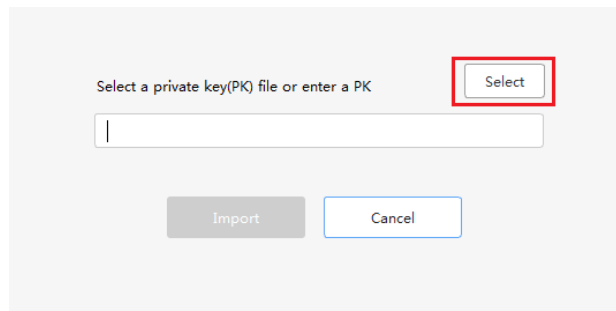 Select a private key(PK) file or enter a PK
Select
Import
Cancel